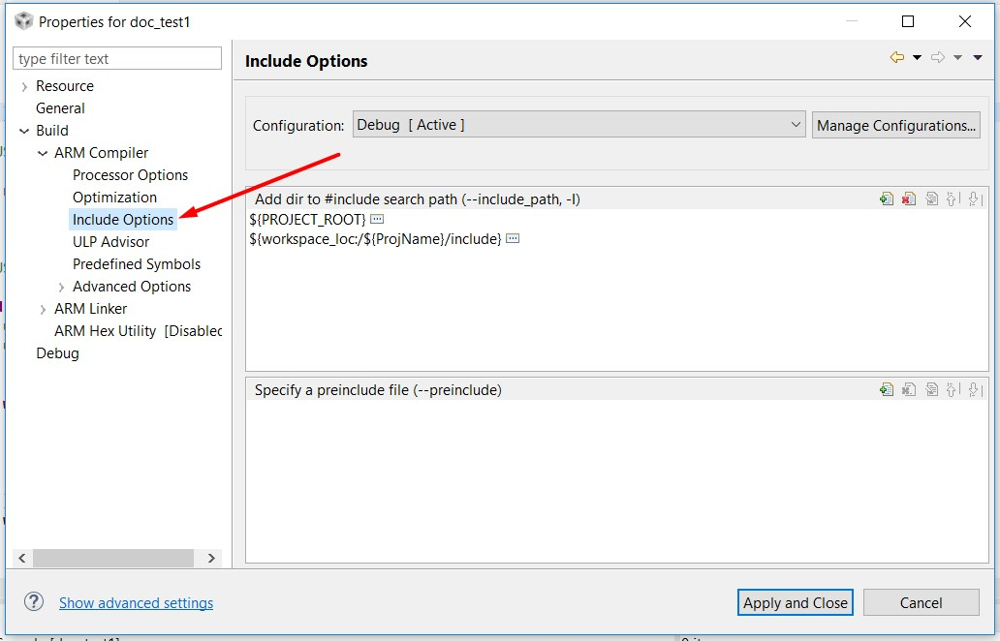 Properties for doc_test1
type filter text
Resource
General
Build
ARM Compiler
Processor Options
Optimization
Include Options
ULP Advisor
Predefined Symbols
Advanced Options
ARM Linker
ARM Hex Utility [Disabled
Debug
Include Options
Configuration:
Debug [ Active ]
Manage Configurations...
Add dir to #include search path (--include_path, -I)
${PROJECT_ROOT}
${workspace_loc:/${ProjName}/include}
Specify a preinclude file (--preinclude)
Show advanced settings
Apply and Close
Cancel